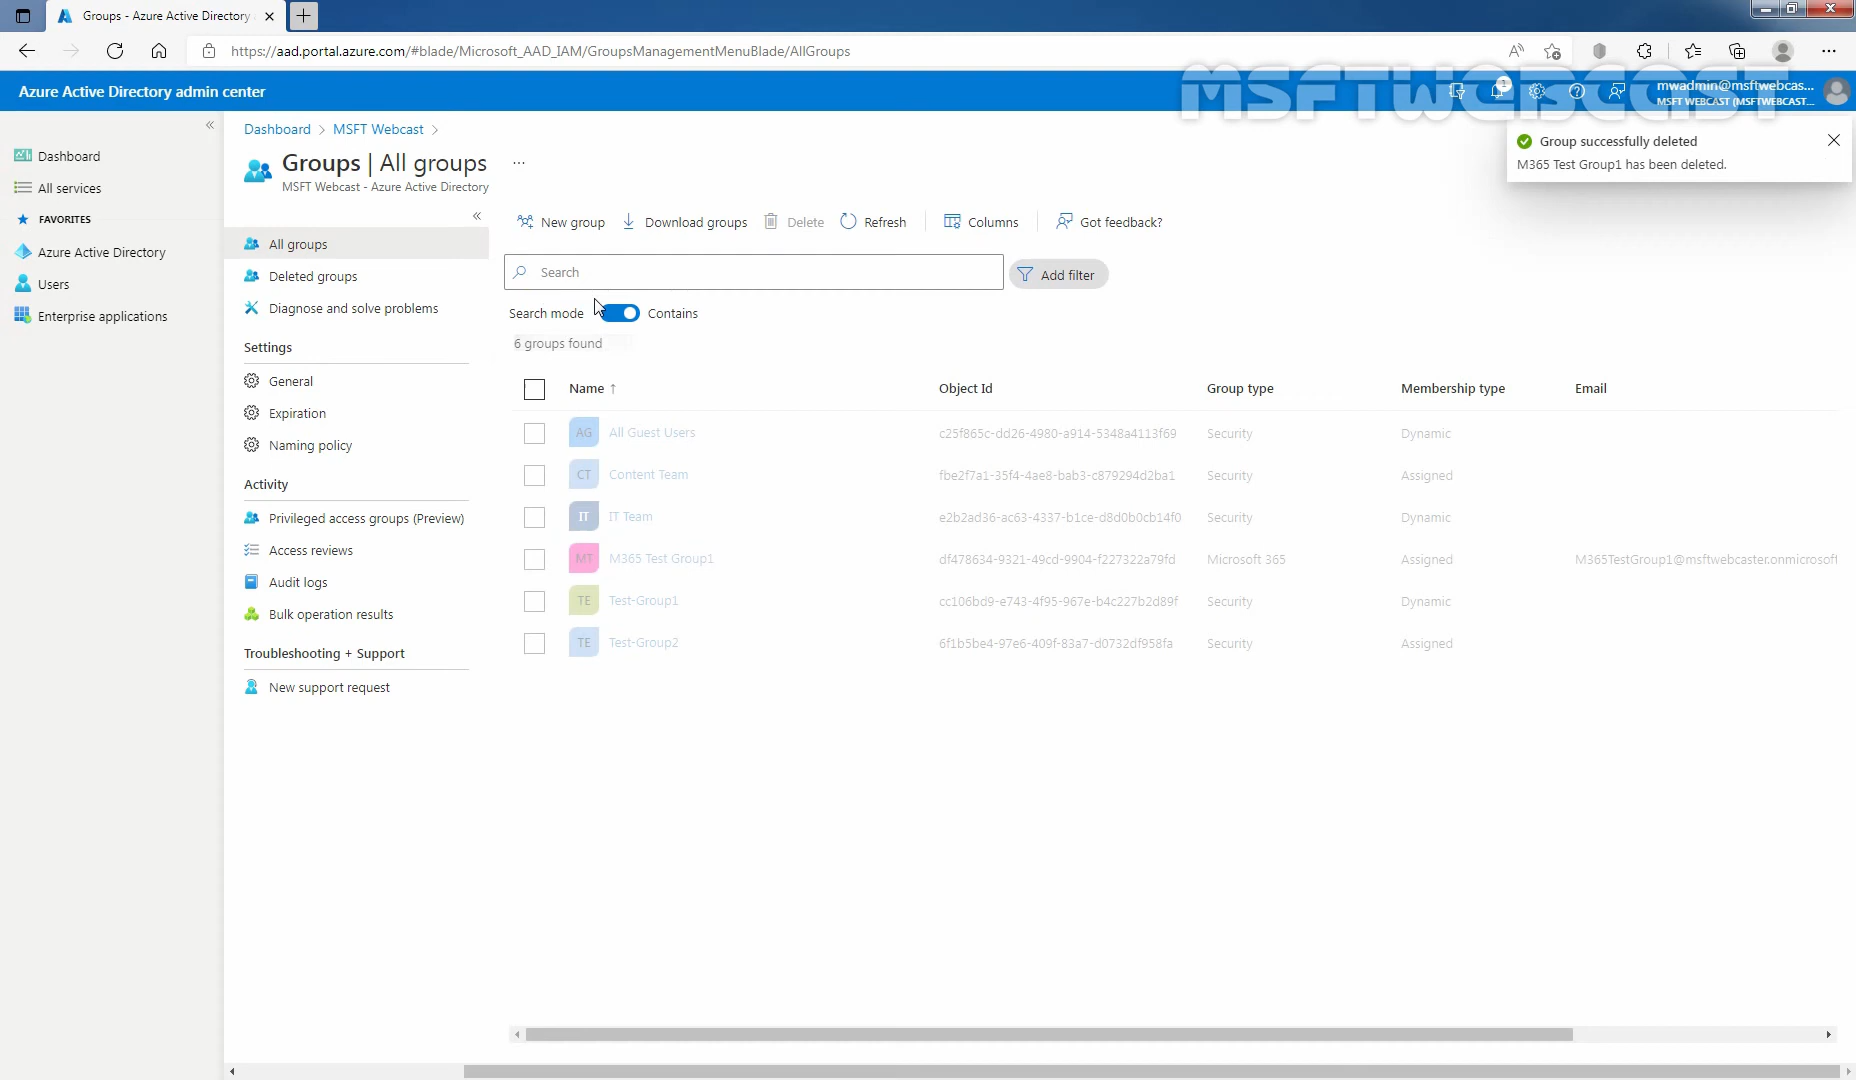 Groups - Azure Active Directory
https://aad.portal.azure.com/#blade/Microsoft_AAD_IAM/GroupsManagementMenuBlade/AllGroups
MSFTWEBCAST
Azure Active Directory admin center
1
mwadmin@msftwebcas...
MSFT WEBCAST (MSFTWEBCAST....
Dashboard
All services
FAVORITES
Azure Active Directory
Users
Enterprise applications
Dashboard > MSFT Webcast >
Groups | All groups ...
MSFT Webcast - Azure Active Directory
Group successfully deleted
M365 Test Group1 has been deleted.
All groups
Deleted groups
Diagnose and solve problems
Settings
General
Expiration
Naming policy
Activity
Privileged access groups (Preview)
Access reviews
Audit logs
Bulk operation results
Troubleshooting + Support
New support request
New group Download groups Delete Refresh Columns Got feedback?
Search
Add filter
Search mode Contains
6 groups found
Name ↑ Object Id Group type Membership type Email
AG All Guest Users c25f865c-dd26-4980-a914-5348a4113f69 Security Dynamic
CT Content Team fbe2f7a1-35f4-4ae8-bab3-c879294d2ba1 Security Assigned
IT IT Team e2b2ad36-ac63-4337-b1ce-d8d0b0cb14f0 Security Dynamic
MT M365 Test Group1 df478634-9321-49cd-9904-f227322a79fd Microsoft 365 Assigned M365TestGroup1@msftwebcaster.onmicrosoft
TE Test-Group1 cc106bd9-e743-4f95-967e-b4c227b2d89f Security Dynamic
TE Test-Group2 6f1b5be4-97e6-409f-83a7-d0732df958fa Security Assigned